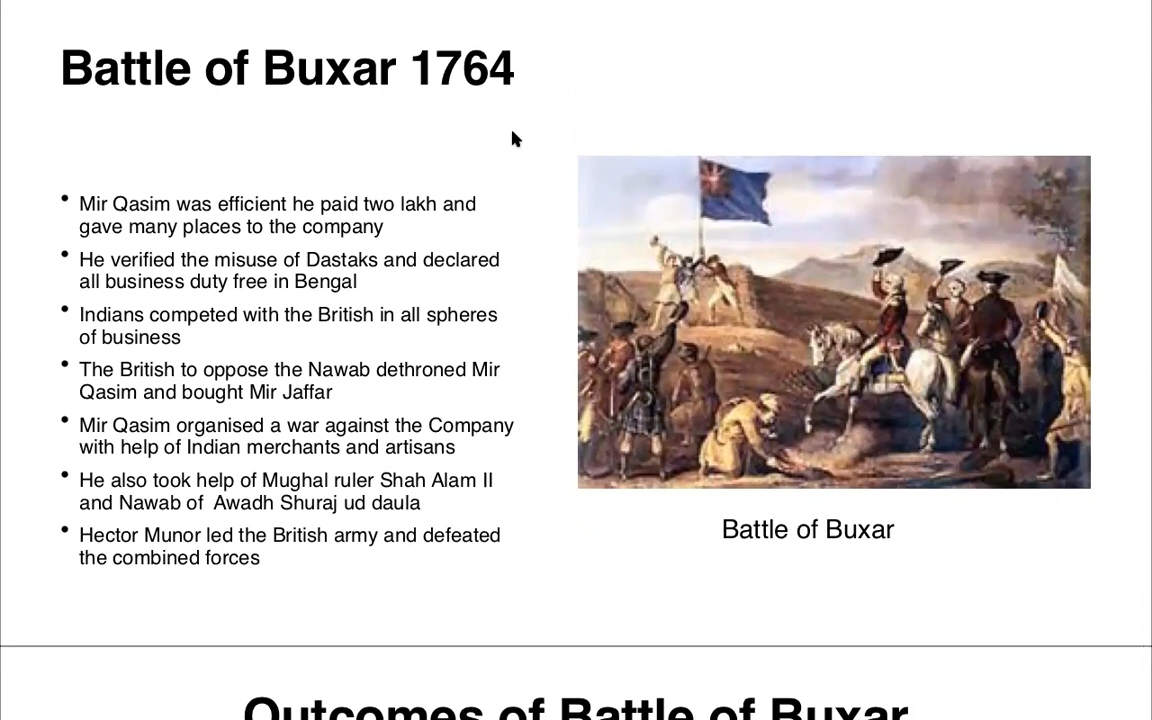 Battle of Buxar 1764
• Mir Qasim was efficient he paid two lakh and
gave many places to the company
• He verified the misuse of Dastaks and declared
all business duty free in Bengal
• Indians competed with the British in all spheres
of business
• The British to oppose the Nawab dethroned Mir
Qasim and bought Mir Jaffar
• Mir Qasim organised a war against the Company
with help of Indian merchants and artisans
• He also took help of Mughal ruler Shah Alam II
and Nawab of  Awadh Shuraj ud daula
• Hector Munor led the British army and defeated
the combined forces
Battle of Buxar
Outcomes of Battle of Buxar